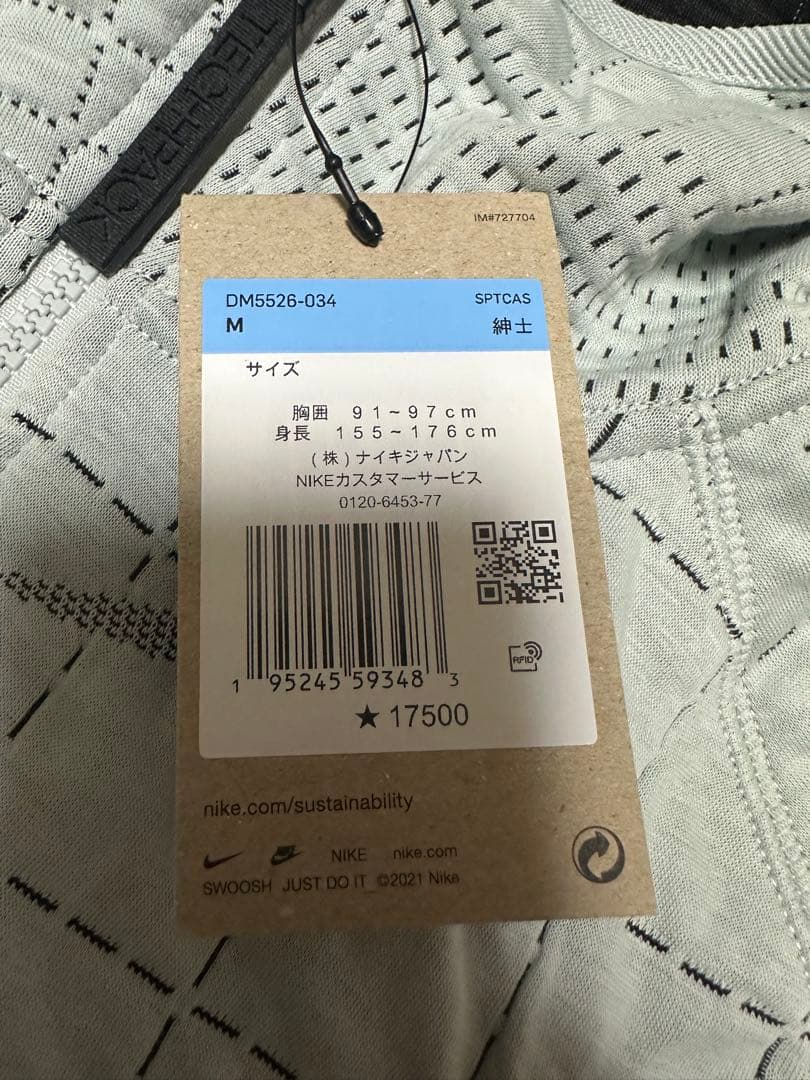 TECH PACK
IM#727704
DM5526-034 SPTCAS
M 紳士
サイズ
胸囲 91~97cm
身長 155~176cm
(株)ナイキジャパン
NIKEカスタマーサービス
0120-6453-77
RFID
1 95245 59348 3
★ 17500
nike.com/sustainability
NIKE nike.com
SWOOSH JUST DO IT ©2021 Nike